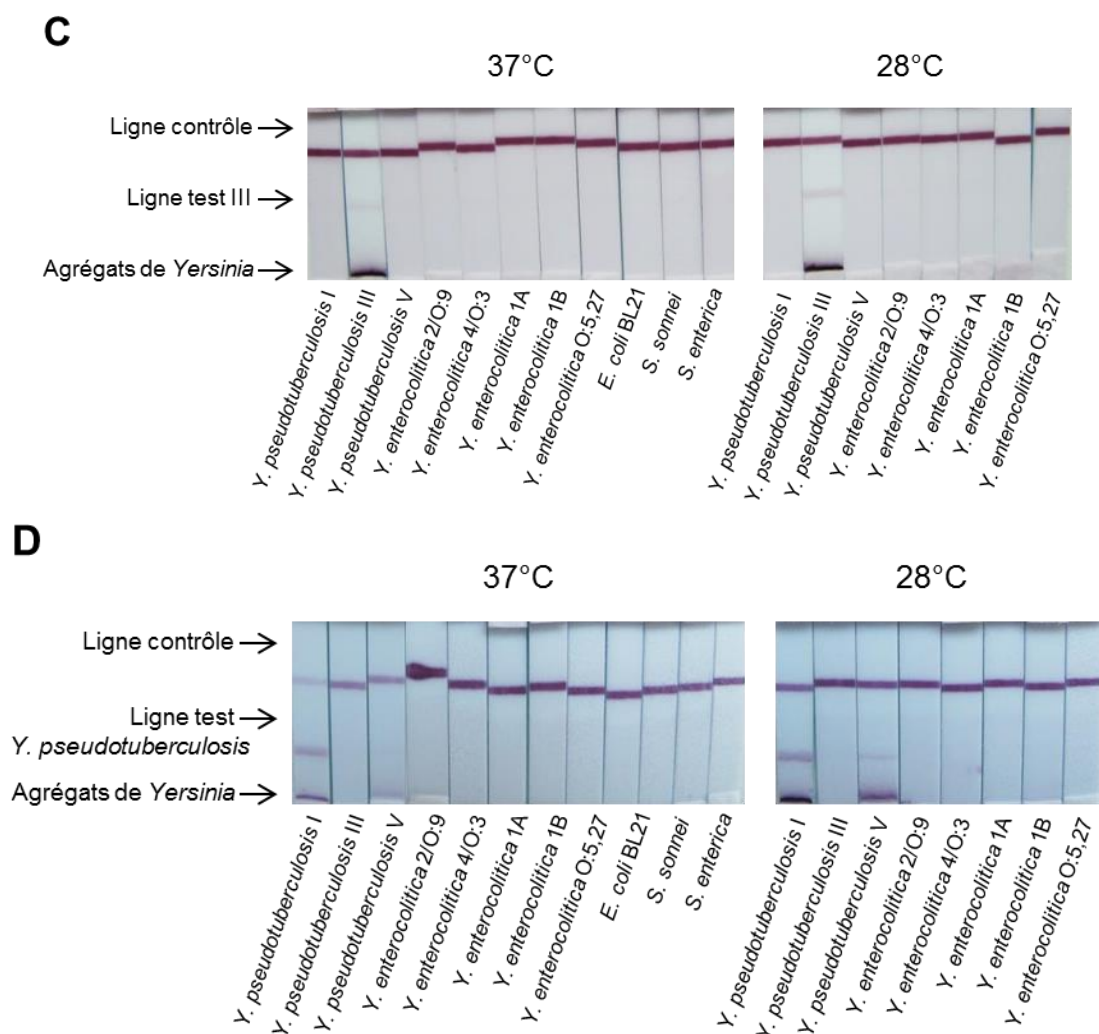 C
37°C
28°C
Ligne contrôle
Ligne test III
Agrégats de Yersinia
Y. pseudotuberculosis I
Y. pseudotuberculosis III
Y. pseudotuberculosis V
Y. enterocolitica 2/O:9
Y. enterocolitica 4/O:3
Y. enterocolitica 1A
Y. enterocolitica 1B
Y. enterocolitica O:5,27
E. coli BL21
S. sonnei
S. enterica
Y. pseudotuberculosis I
Y. pseudotuberculosis III
Y. pseudotuberculosis V
Y. enterocolitica 2/O:9
Y. enterocolitica 4/O:3
Y. enterocolitica 1A
Y. enterocolitica 1B
Y. enterocolitica O:5,27
D
37°C
28°C
Ligne contrôle
Ligne test
Y. pseudotuberculosis
Agrégats de Yersinia
Y. pseudotuberculosis I
Y. pseudotuberculosis III
Y. pseudotuberculosis V
Y. enterocolitica 2/O:9
Y. enterocolitica 4/O:3
Y. enterocolitica 1A
Y. enterocolitica 1B
Y. enterocolitica O:5,27
E. coli BL21
S. sonnei
S. enterica
Y. pseudotuberculosis I
Y. pseudotuberculosis III
Y. pseudotuberculosis V
Y. enterocolitica 2/O:9
Y. enterocolitica 4/O:3
Y. enterocolitica 1A
Y. enterocolitica 1B
Y. enterocolitica O:5,27